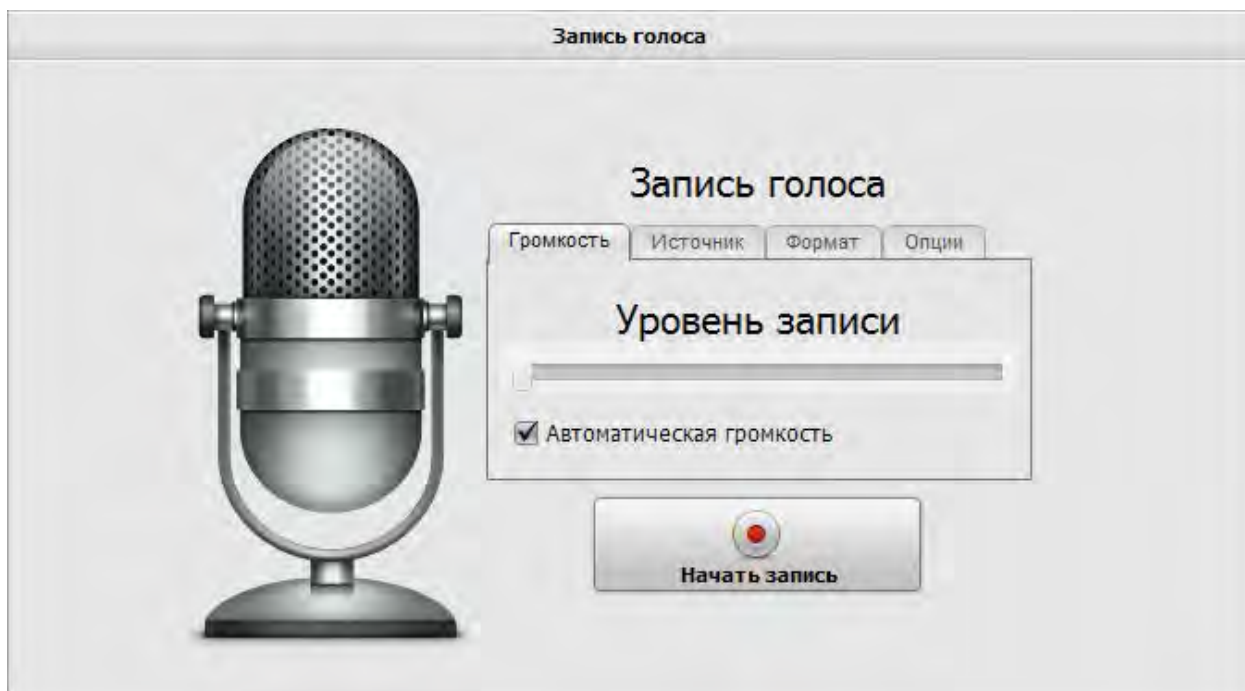 Запись голоса
Запись голоса
Громкость Источник Формат Опции
Уровень записи
Автоматическая громкость
Начать запись